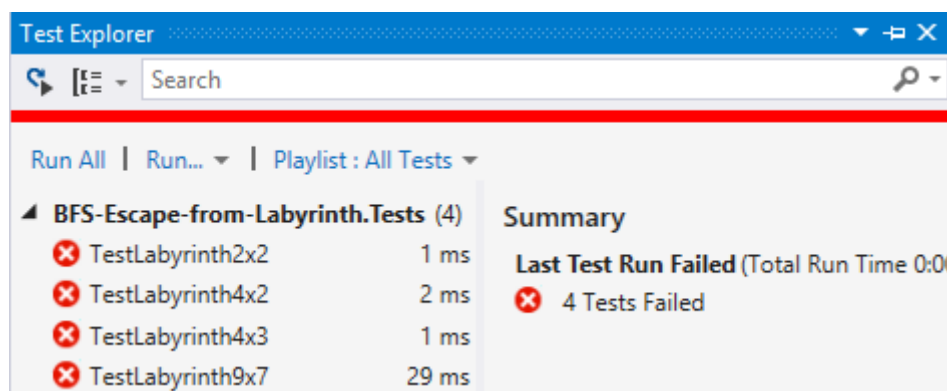 Test Explorer
Search
Run All | Run... | Playlist : All Tests
BFS-Escape-from-Labyrinth.Tests (4)
TestLabyrinth2x2 1 ms
TestLabyrinth4x2 2 ms
TestLabyrinth4x3 1 ms
TestLabyrinth9x7 29 ms
Summary
Last Test Run Failed (Total Run Time 0:0
4 Tests Failed